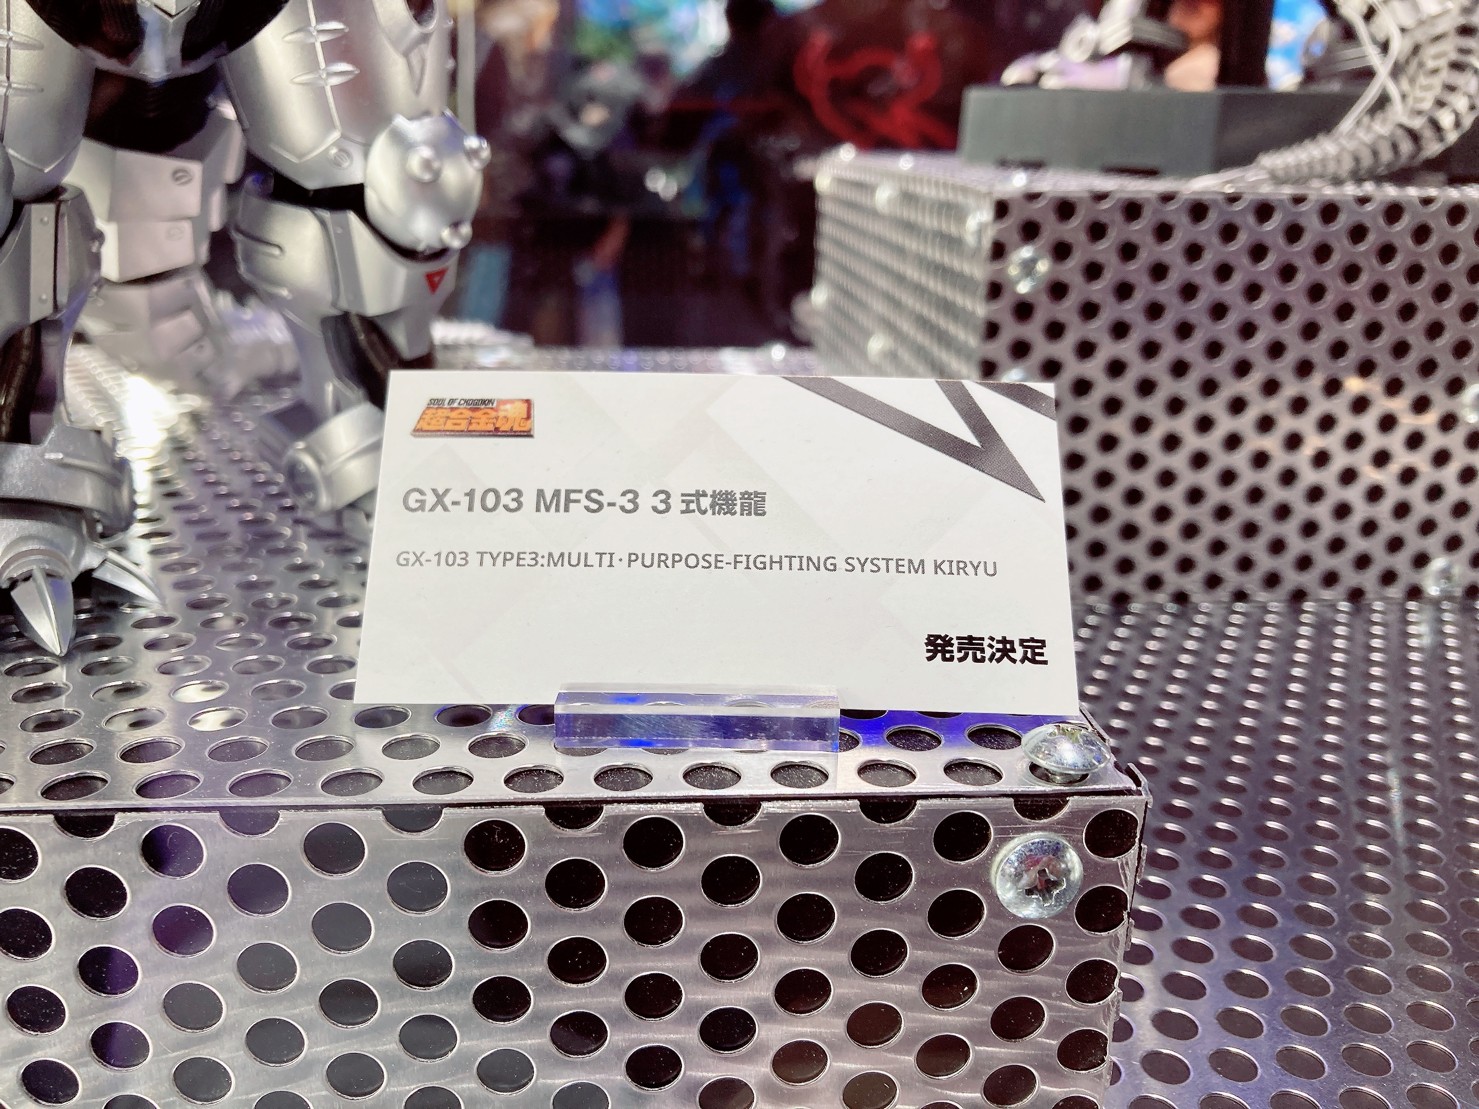 SOUL OF CHOGOKIN
超合金魂
GX-103 MFS-3 3式機龍
GX-103 TYPE3:MULTI・PURPOSE-FIGHTING SYSTEM KIRYU
発売決定